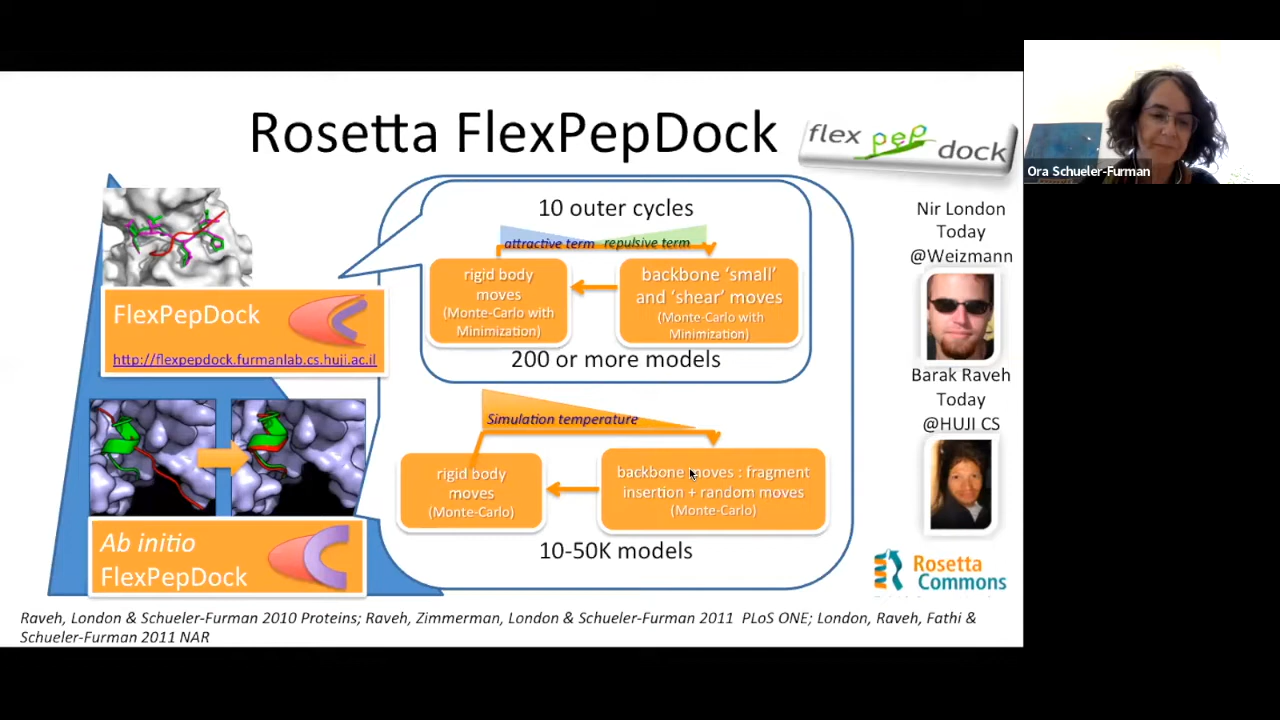 Rosetta FlexPepDock
flex pep dock
Ora Schueler-Furman
10 outer cycles
attractive term repulsive term
rigid body
moves
(Monte-Carlo with
Minimization)
backbone ‘small’
and ‘shear’ moves
(Monte-Carlo with
Minimization)
200 or more models
FlexPepDock
http://flexpepdock.furmanlab.cs.huji.ac.il
Simulation temperature
rigid body
moves
(Monte-Carlo)
backbone moves : fragment
insertion + random moves
(Monte-Carlo)
10-50K models
Ab initio
FlexPepDock
Nir London
Today
@Weizmann
Barak Raveh
Today
@HUJI CS
Rosetta
Commons
Raveh, London & Schueler-Furman 2010 Proteins; Raveh, Zimmerman, London & Schueler-Furman 2011 PLoS ONE; London, Raveh, Fathi &
Schueler-Furman 2011 NAR